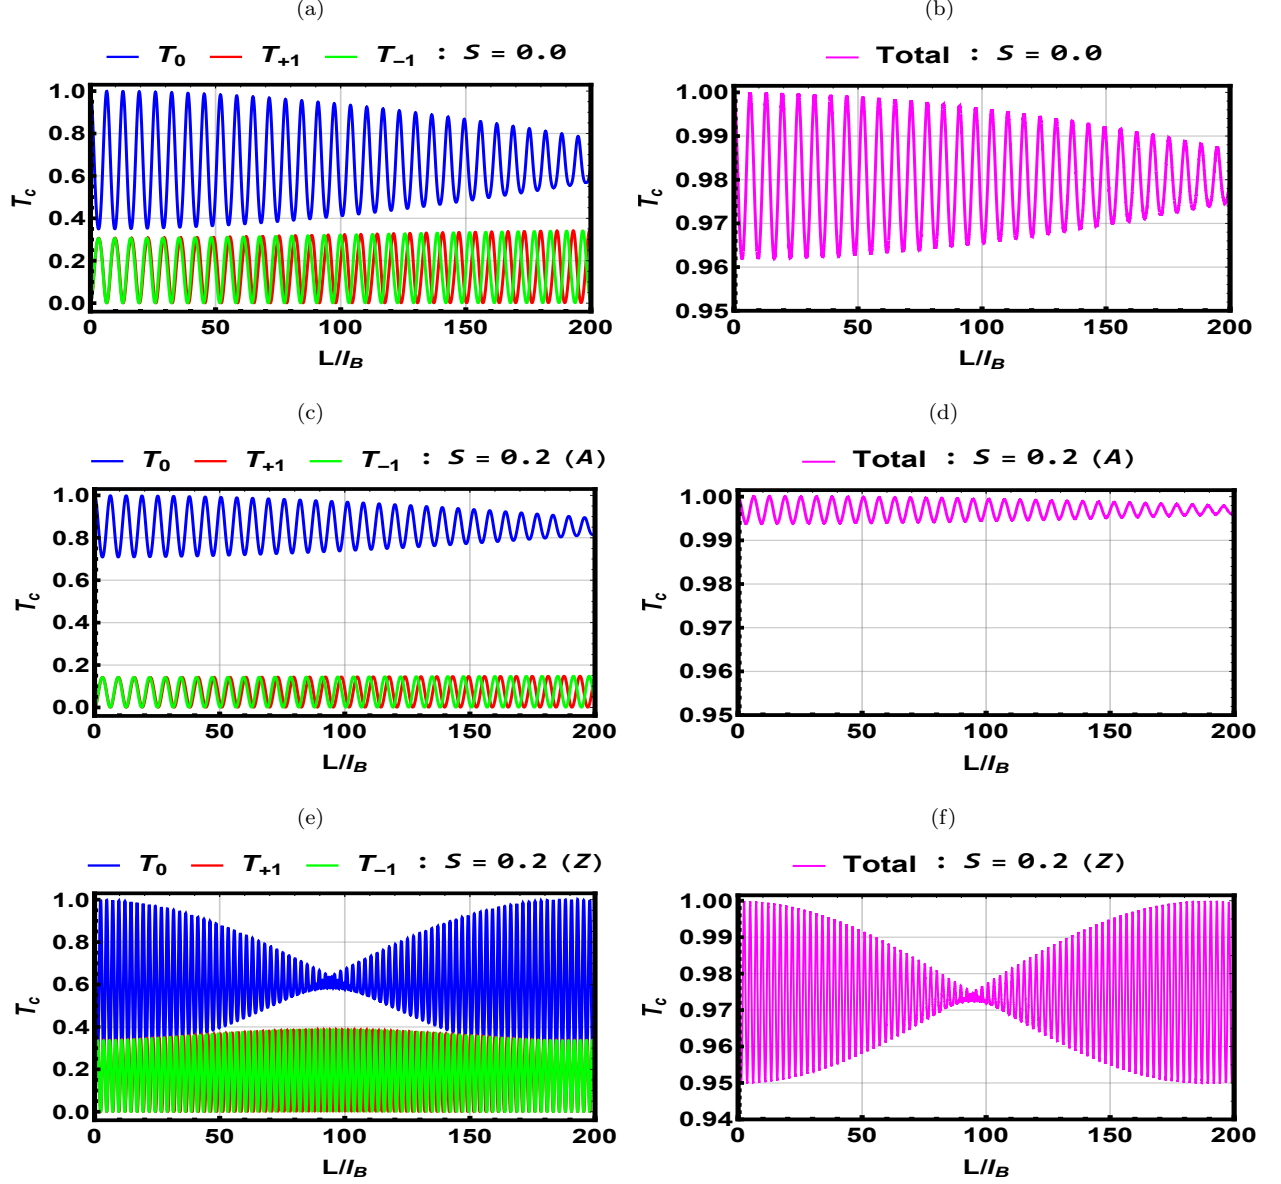 (a)
T0 T+1 T−1 : S = 0.0
Tc
1.0
0.8
0.6
0.4
0.2
0.0
0 50 100 150 200
L/lB
(b)
Total : S = 0.0
Tc
1.00
0.99
0.98
0.97
0.96
0.95
0 50 100 150 200
L/lB
(c)
T0 T+1 T−1 : S = 0.2 (A)
Tc
1.0
0.8
0.6
0.4
0.2
0.0
0 50 100 150 200
L/lB
(d)
Total : S = 0.2 (A)
Tc
1.00
0.99
0.98
0.97
0.96
0.95
0 50 100 150 200
L/lB
(e)
T0 T+1 T−1 : S = 0.2 (Z)
Tc
1.0
0.8
0.6
0.4
0.2
0.0
0 50 100 150 200
L/lB
(f)
Total : S = 0.2 (Z)
Tc
1.00
0.99
0.98
0.97
0.96
0.95
0.94
0 50 100 150 200
L/lB